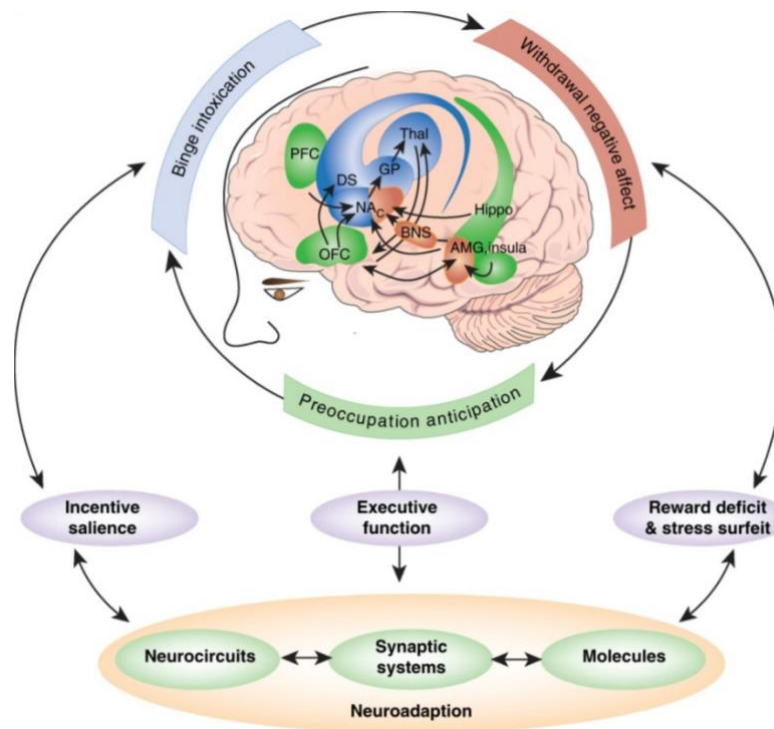 Binge intoxication
Withdrawal negative affect
PFC
Thal
DS
GP
NAC
Hippo
BNS
OFC
AMG,insula
Preoccupation anticipation
Incentive
salience
Executive
function
Reward deficit
& stress surfeit
Neurocircuits
Synaptic
systems
Molecules
Neuroadaption